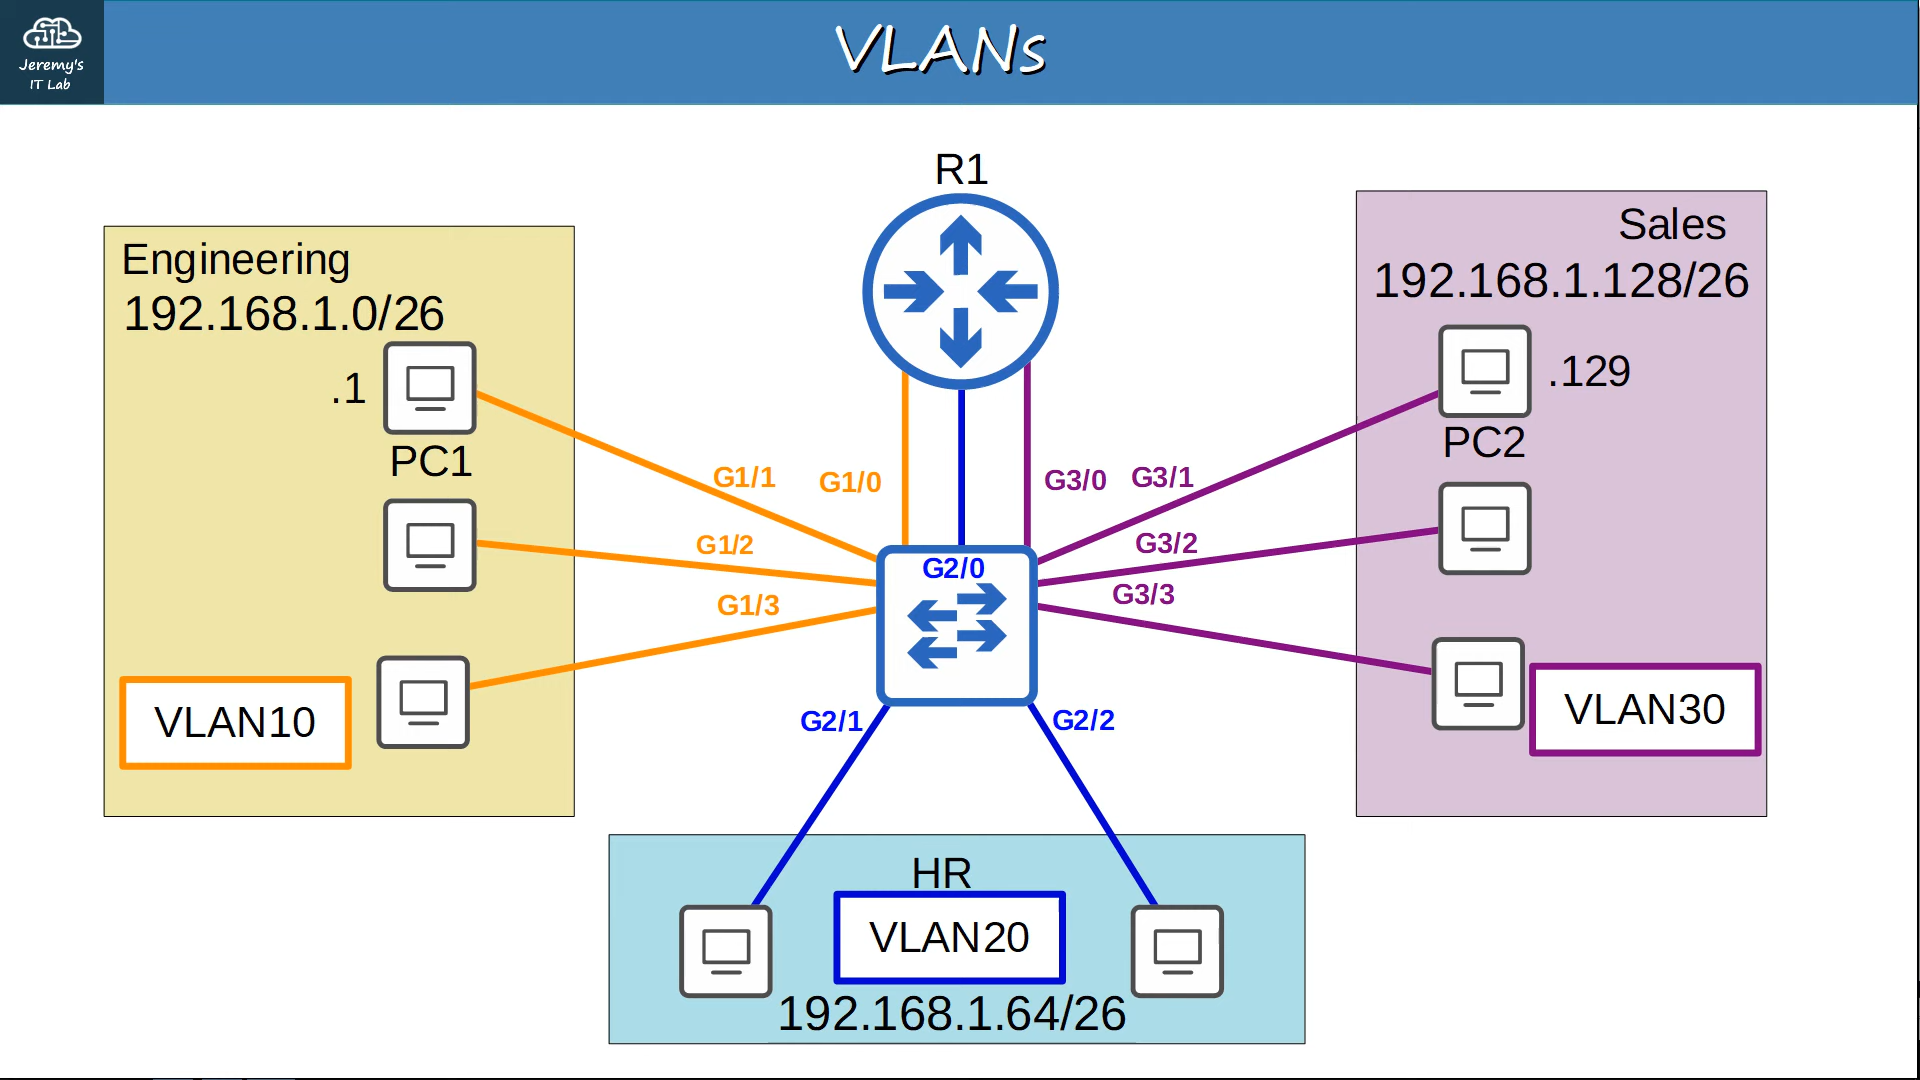 Jeremy's
IT Lab
VLANs
R1
Engineering
192.168.1.0/26
.1
PC1
VLAN10
G1/1
G1/0
G1/2
G1/3
G2/0
G3/0
G3/1
G3/2
G3/3
G2/1
G2/2
Sales
192.168.1.128/26
.129
PC2
VLAN30
HR
VLAN20
192.168.1.64/26